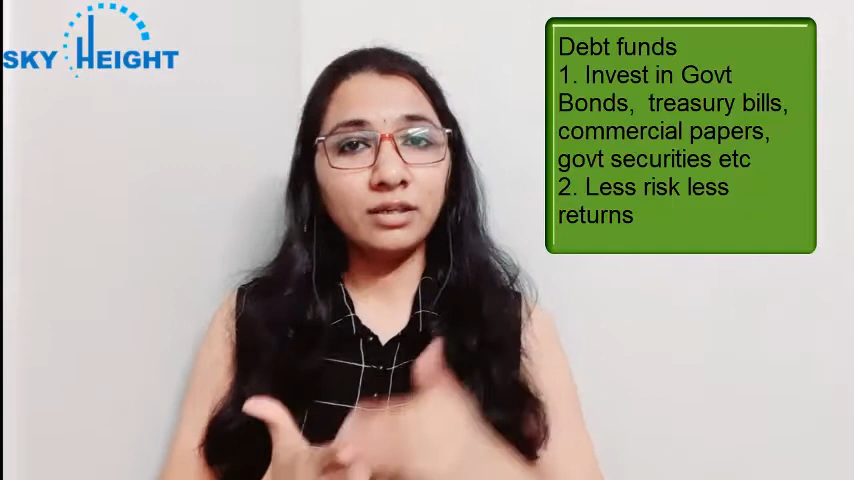 SKY HEIGHT
Debt funds
1. Invest in Govt
Bonds,  treasury bills,
commercial papers,
govt securities etc
2. Less risk less
returns